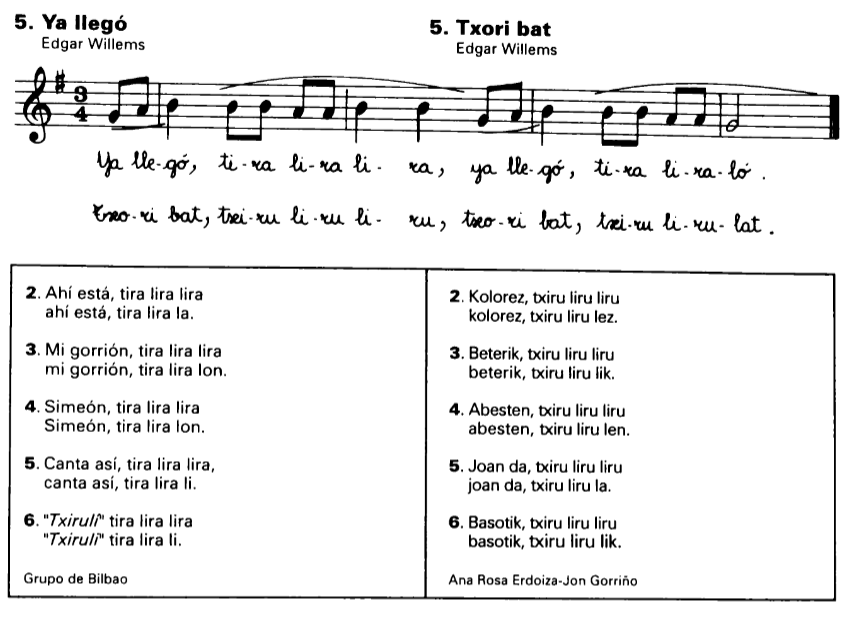 5. Ya llegó
Edgar Willems
5. Txori bat
Edgar Willems
3
4
Ya lle-gó, ti-ra li-ra li- ra, ya lle-gó, ti-ra li-ra-ló.
txo-ri bat, txi-ru li-ru li- ru, txo-ri bat, txi-ru li-ru-lat.
2. Ahí está, tira lira lira
ahí está, tira lira la.
3. Mi gorrión, tira lira lira
mi gorrión, tira lira lon.
4. Simeón, tira lira lira
Simeón, tira lira lon.
5. Canta así, tira lira lira,
canta así, tira lira li.
6. "Txirulí" tira lira lira
"Txirulí" tira lira li.
Grupo de Bilbao
2. Kolorez, txiru liru liru
kolorez, txiru liru lez.
3. Beterik, txiru liru liru
beterik, txiru liru lik.
4. Abesten, txiru liru liru
abesten, txiru liru len.
5. Joan da, txiru liru liru
joan da, txiru liru la.
6. Basotik, txiru liru liru
basotik, txiru liru lik.
Ana Rosa Erdoiza-Jon Gorriño